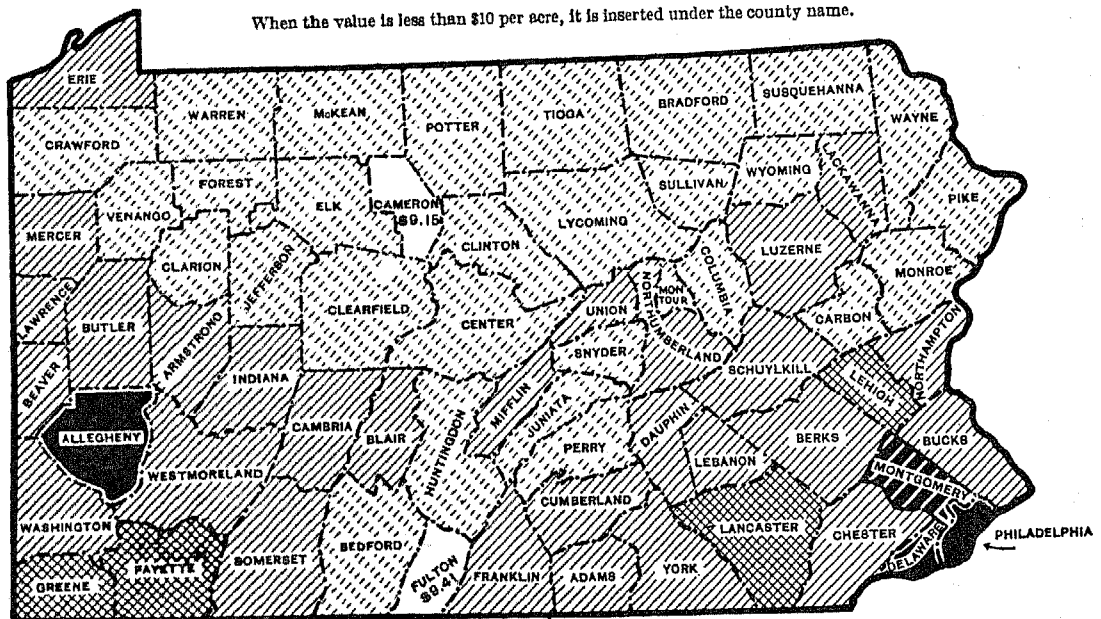 When the value is less than $10 per acre, it is inserted under the county name.
ERIE
CRAWFORD
WARREN
McKEAN
POTTER
TIOGA
BRADFORD
SUSQUEHANNA
WAYNE
FOREST
ELK
CAMERON
$9.15
SULLIVAN
WYOMING
LACKAWANNA
PIKE
MERCER
VENANGO
CLARION
JEFFERSON
CLINTON
LYCOMING
COLUMBIA
LUZERNE
MONROE
LAWRENCE
BUTLER
ARMSTRONG
CLEARFIELD
CENTER
UNION
NORTHUMBERLAND
MON
TOUR
CARBON
NORTHAMPTON
BEAVER
INDIANA
SNYDER
SCHUYLKILL
LEHIGH
ALLEGHENY
CAMBRIA
BLAIR
HUNTINGDON
MIFFLIN
JUNIATA
PERRY
DAUPHIN
LEBANON
BERKS
BUCKS
WESTMORELAND
MONTGOMERY
WASHINGTON
CUMBERLAND
LANCASTER
CHESTER
DELAWARE
PHILADELPHIA
GREENE
FAYETTE
SOMERSET
BEDFORD
FULTON
$9.41
FRANKLIN
ADAMS
YORK